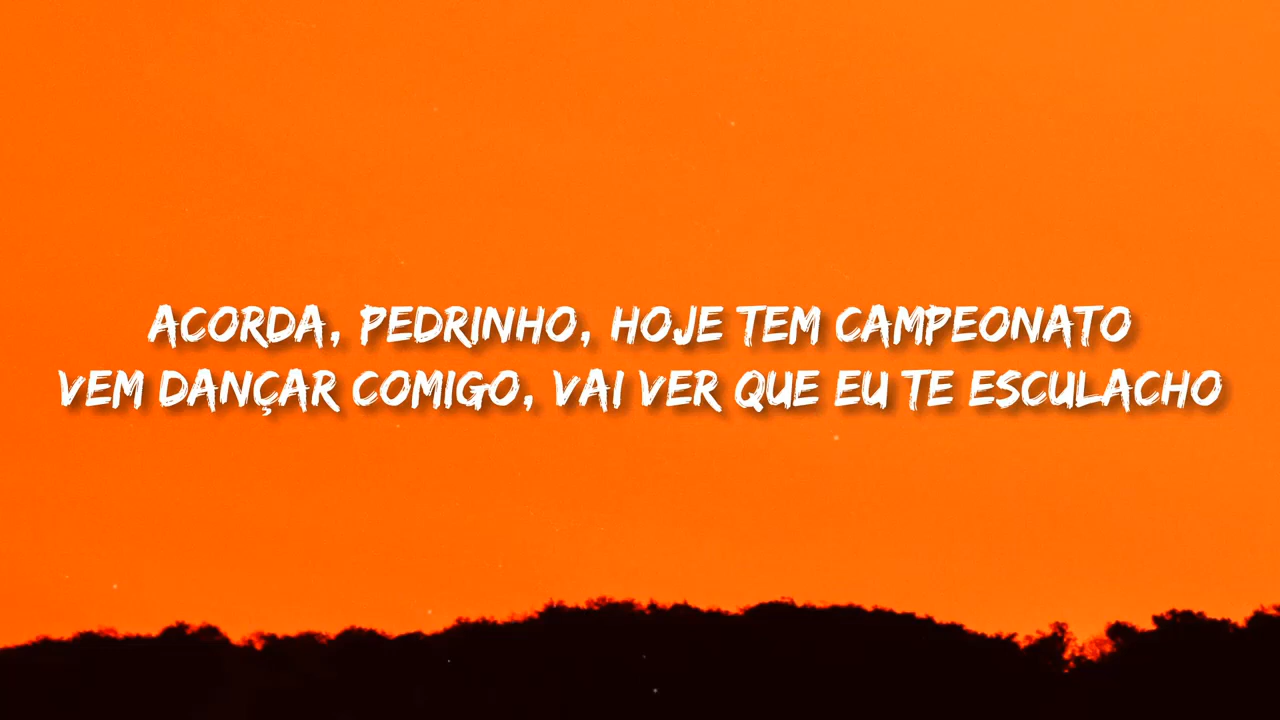 ACORDA, PEDRINHO, HOJE TEM CAMPEONATO
VEM DANÇAR COMIGO, VAI VER QUE EU TE ESCULACHO